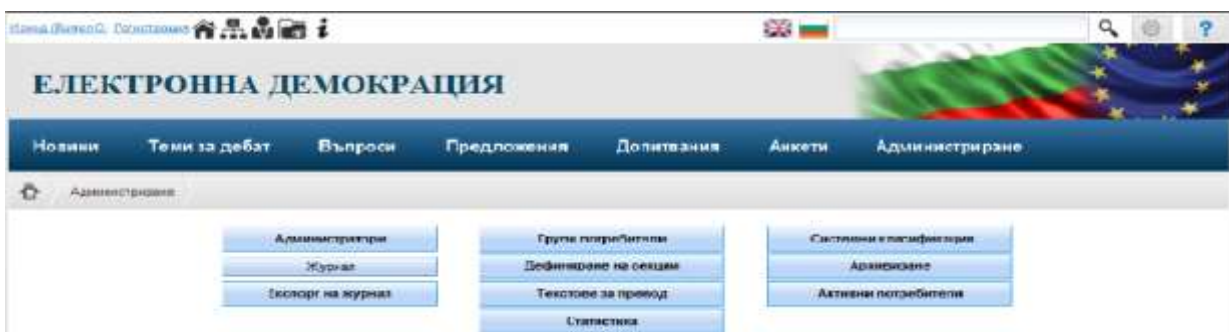 ЕЛЕКТРОННА ДЕМОКРАЦИЯ
Новини Теми за дебат Въпроси Предложения Допитвания Анкети Администриране
Администриране
Администратори Групи потребители Системни класификации
Журнал Дефиниране на секции Архивиране
Експорт на журнал Текстове за превод Активни потребители
Статистика